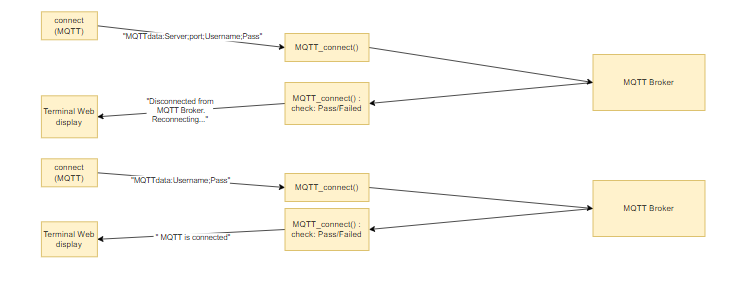 connect
(MQTT)
"MQTTdata:Server;port;Username;Pass"
MQTT_connect()
MQTT Broker
Terminal Web
display
"Disconnected from
MQTT Broker.
Reconnecting..."
MQTT_connect() :
check: Pass/Failed
connect
(MQTT)
"MQTTdata:Username;Pass"
MQTT_connect()
MQTT Broker
Terminal Web
display
" MQTT is connected"
MQTT_connect() :
check: Pass/Failed